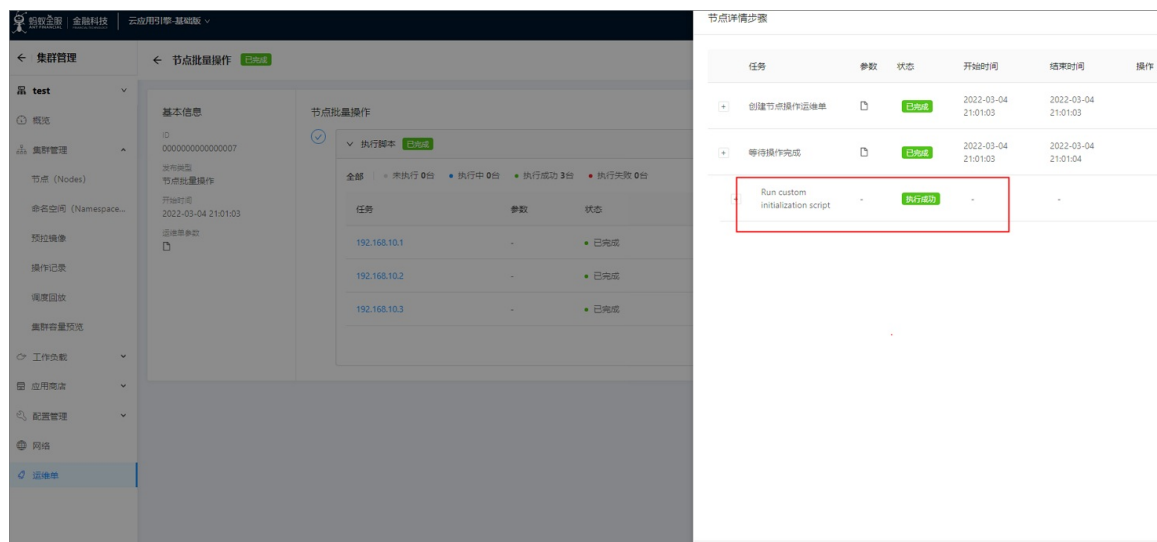 蚂蚁金服
ANT FINANCIAL
金融科技
云应用引擎-基础版
集群管理
test
概览
集群管理
节点 (Nodes)
命名空间 (Namespace...
预拉镜像
操作记录
调度回放
集群容量预览
工作负载
应用商店
配置管理
网络
运维单
节点批量操作 已完成
基本信息
ID
0000000000000007
发布类型
节点批量操作
开始时间
2022-03-04 21:01:03
运维单参数
节点批量操作
执行脚本 已完成
全部 未执行 0台 执行中 0台 执行成功 3台 执行失败 0台
任务 参数 状态
192.168.10.1 - 已完成
192.168.10.2 - 已完成
192.168.10.3 - 已完成
节点详情步骤
任务 参数 状态 开始时间 结束时间 操作
创建节点操作运维单 已完成 2022-03-04 2022-03-04
21:01:03 21:01:03
等待操作完成 已完成 2022-03-04 2022-03-04
21:01:03 21:01:04
Run custom
initialization script - 执行成功 - -